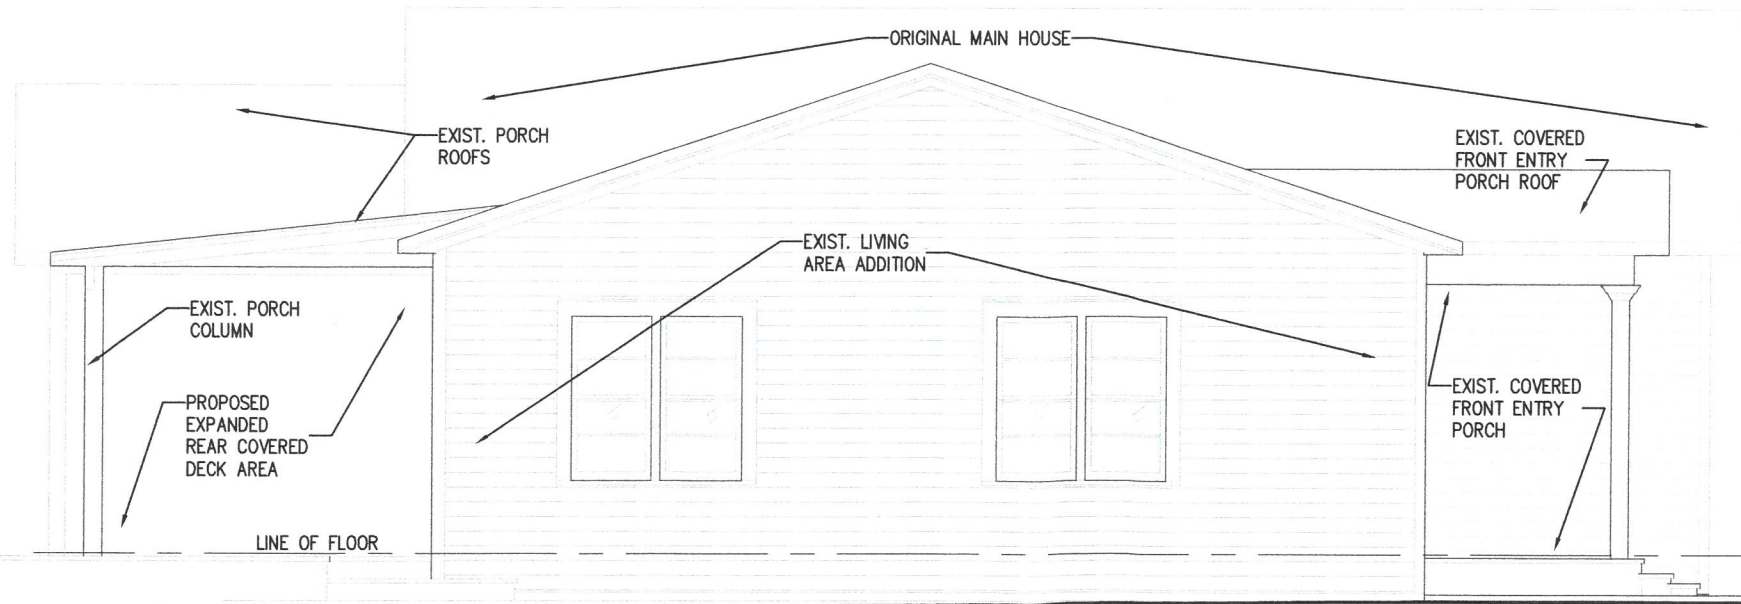 ORIGINAL MAIN HOUSE
EXIST. PORCH
ROOFS
EXIST. COVERED
FRONT ENTRY
PORCH ROOF
EXIST. LIVING
AREA ADDITION
EXIST. PORCH
COLUMN
PROPOSED
EXPANDED
REAR COVERED
DECK AREA
EXIST. COVERED
FRONT ENTRY
PORCH
LINE OF FLOOR